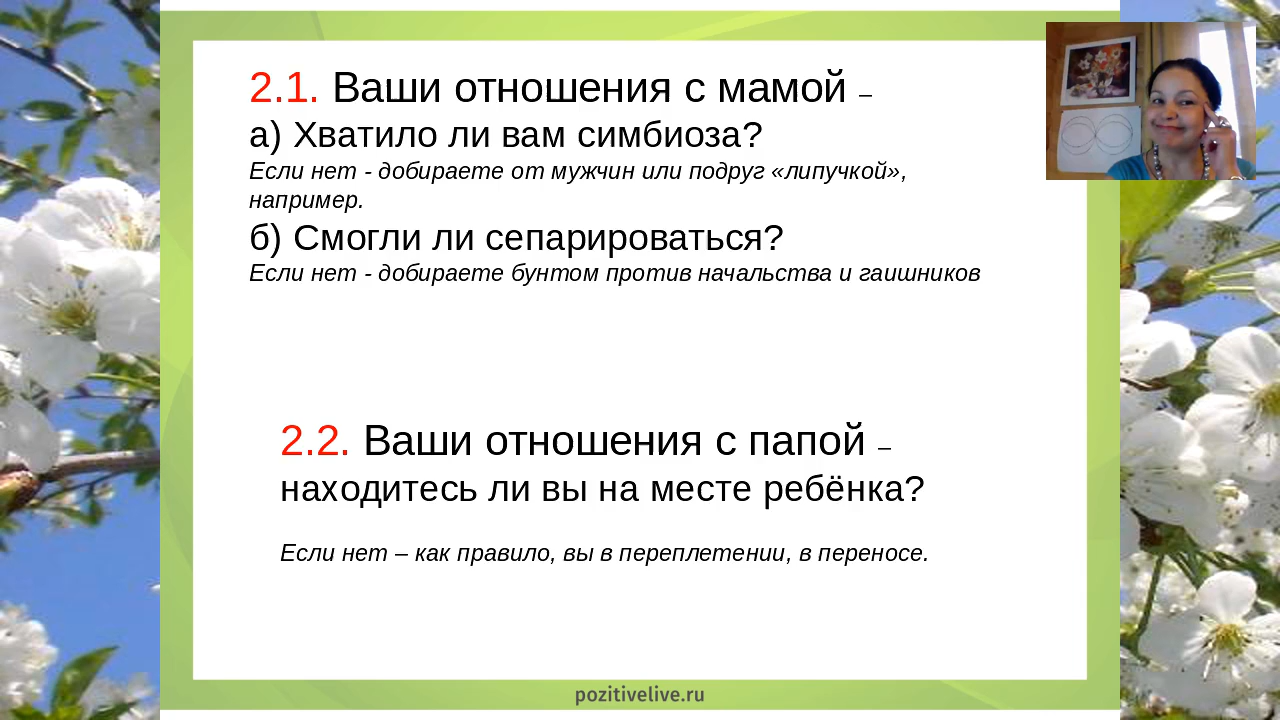 2.1. Ваши отношения с мамой –
а) Хватило ли вам симбиоза?
Если нет - добираете от мужчин или подруг «липучкой»,
например.
б) Смогли ли сепарироваться?
Если нет - добираете бунтом против начальства и гаишников
2.2. Ваши отношения с папой –
находитесь ли вы на месте ребёнка?
Если нет – как правило, вы в переплетении, в переносе.
pozitivelive.ru